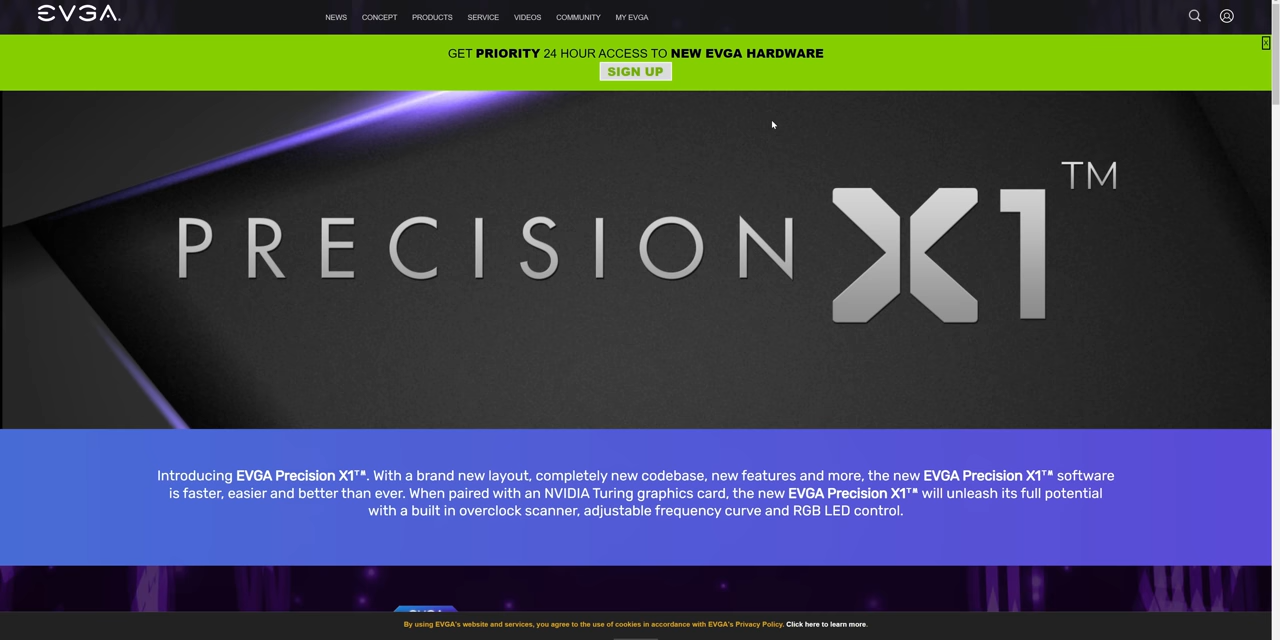 EVGA.
NEWS CONCEPT PRODUCTS SERVICE VIDEOS COMMUNITY MY EVGA
GET PRIORITY 24 HOUR ACCESS TO NEW EVGA HARDWARE
X
SIGN UP
PRECISION X1™
Introducing EVGA Precision X1™. With a brand new layout, completely new codebase, new features and more, the new EVGA Precision X1™ software
is faster, easier and better than ever. When paired with an NVIDIA Turing graphics card, the new EVGA Precision X1™ will unleash its full potential
with a built in overclock scanner, adjustable frequency curve and RGB LED control.
By using EVGA's website and services, you agree to the use of cookies in accordance with EVGA's Privacy Policy. Click here to learn more.